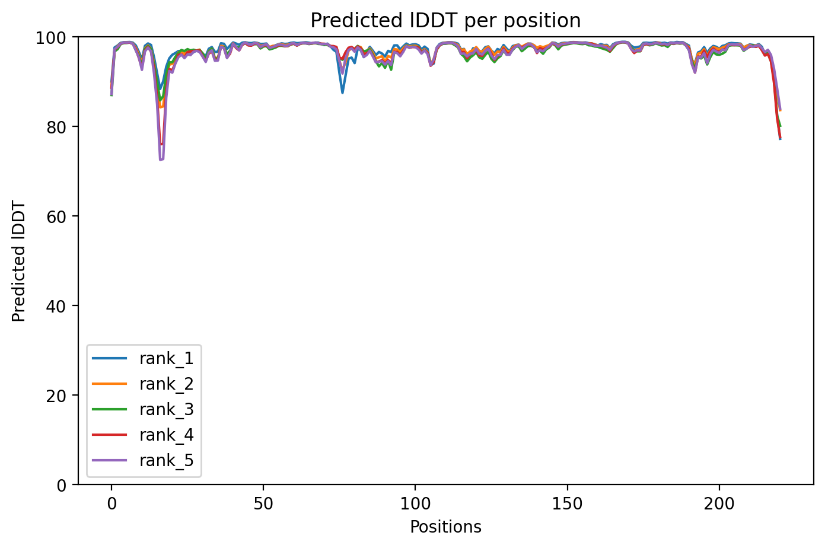 Predicted lDDT per position
Predicted lDDT
100
80
60
40
20
0
rank_1
rank_2
rank_3
rank_4
rank_5
0 50 100 150 200
Positions